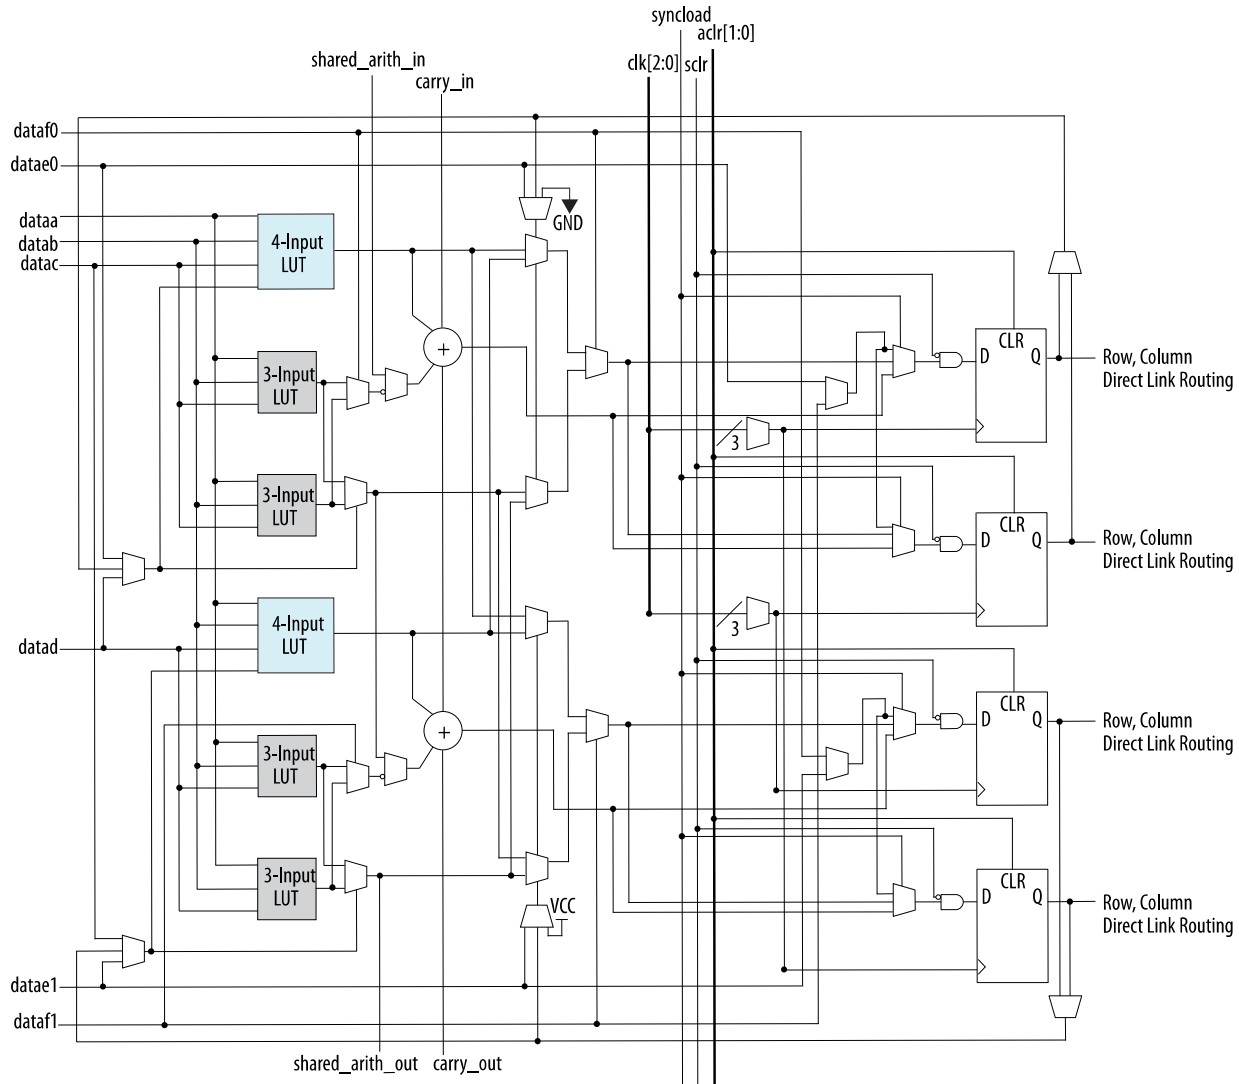 syncload
aclr[1:0]
shared_arith_in
clk[2:0]
sclr
carry_in
dataf0
datae0
GND
dataa
datab
datac
4-Input
LUT
CLR
D
Q
Row, Column
Direct Link Routing
+
3-Input
LUT
3
3-Input
LUT
CLR
D
Q
Row, Column
Direct Link Routing
4-Input
LUT
3
datad
CLR
D
Q
Row, Column
Direct Link Routing
+
3-Input
LUT
3-Input
LUT
CLR
D
Q
Row, Column
Direct Link Routing
VCC
datae1
dataf1
shared_arith_out
carry_out